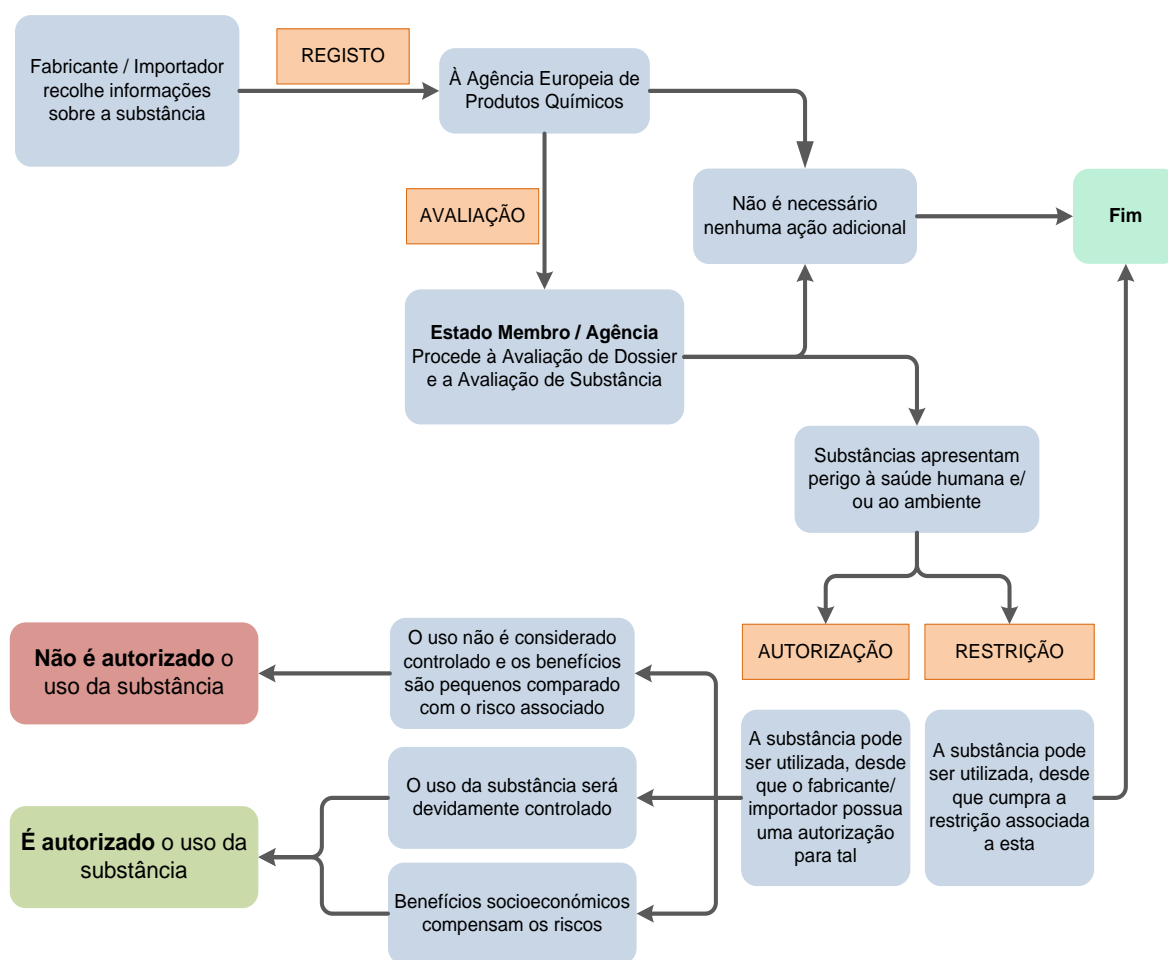 Fabricante / Importador
recolhe informações
sobre a substância
REGISTO
À Agência Europeia de
Produtos Químicos
AVALIAÇÃO
Não é necessário
nenhuma ação adicional
Fim
Estado Membro / Agência
Procede à Avaliação de Dossier
e a Avaliação de Substância
Substâncias apresentam
perigo à saúde humana e/
ou ao ambiente
AUTORIZAÇÃO
RESTRIÇÃO
Não é autorizado o
uso da substância
O uso não é considerado
controlado e os benefícios
são pequenos comparado
com o risco associado
A substância pode
ser utilizada, desde
que o fabricante/
importador possua
uma autorização
para tal
A substância pode
ser utilizada, desde
que cumpra a
restrição associada
a esta
O uso da substância será
devidamente controlado
É autorizado o uso da
substância
Benefícios socioeconómicos
compensam os riscos